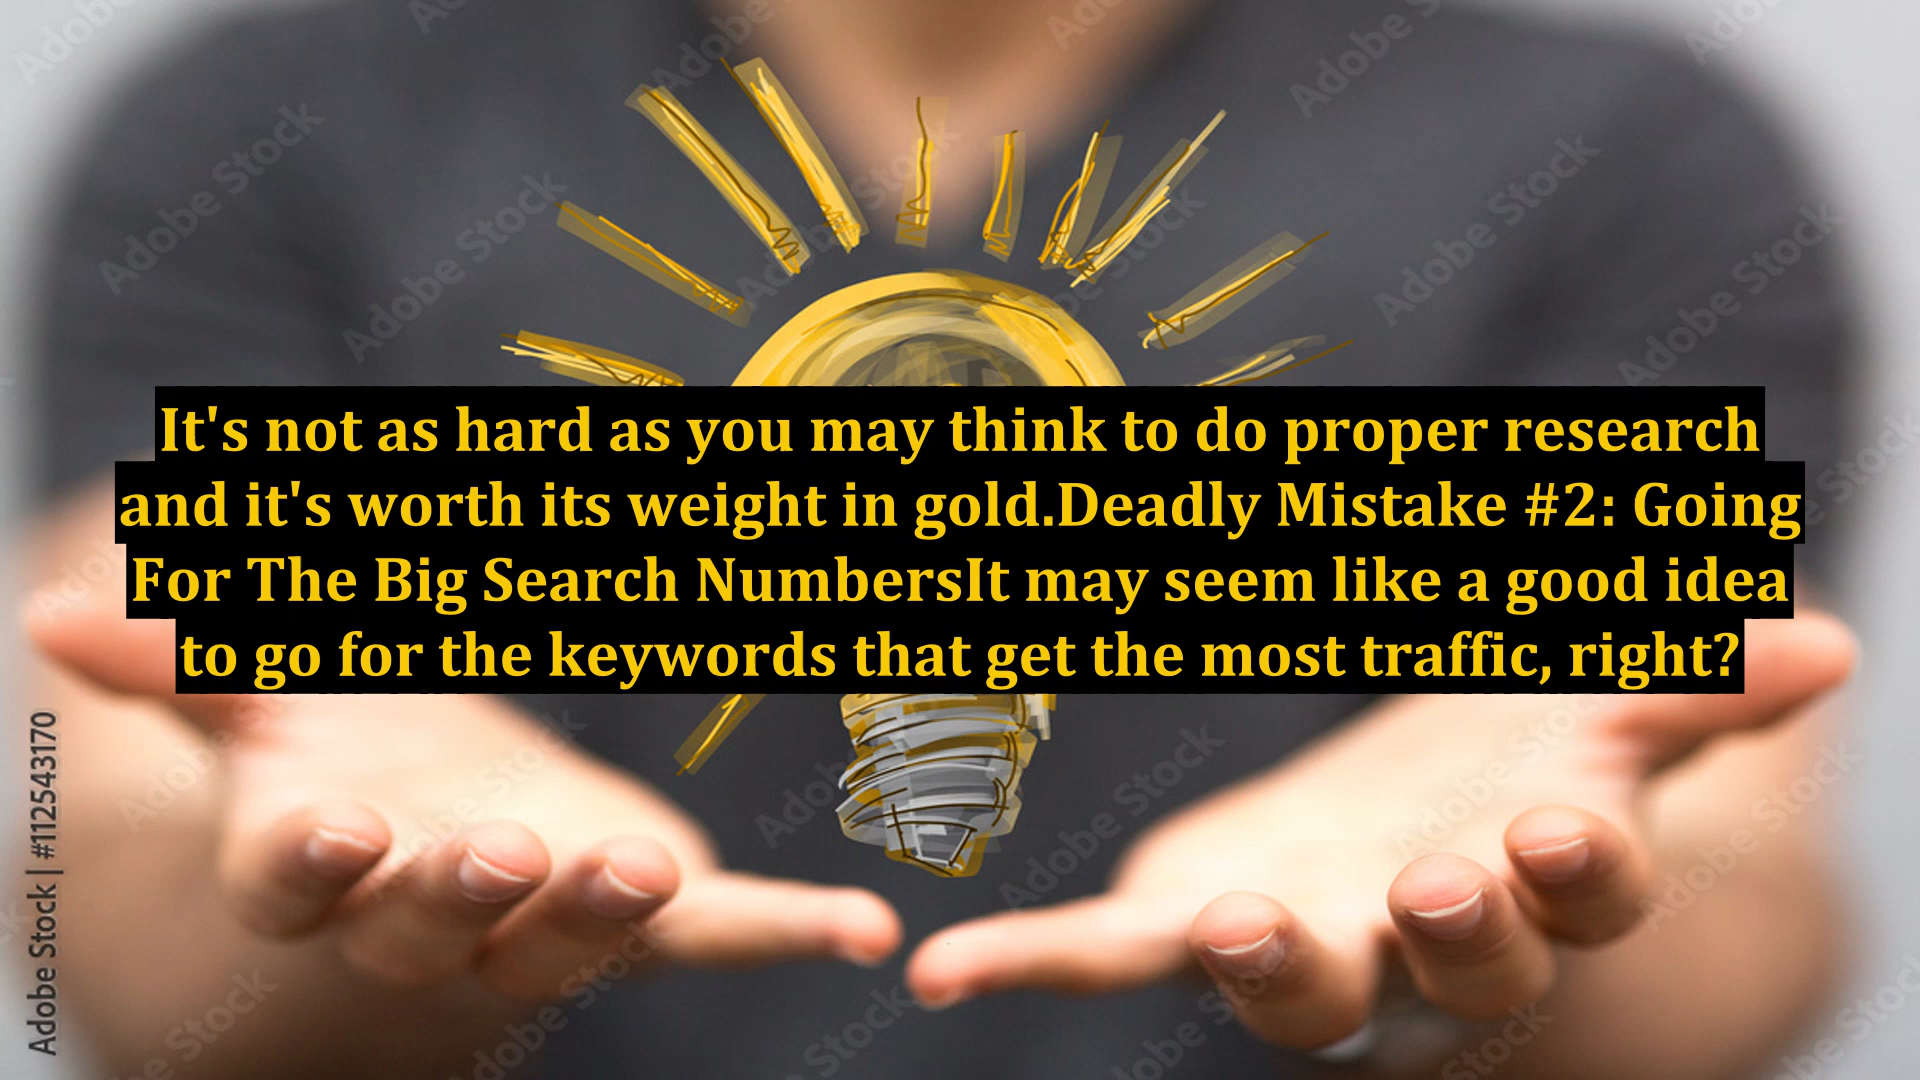 It's not as hard as you may think to do proper research
and it's worth its weight in gold.Deadly Mistake #2: Going
For The Big Search NumbersIt may seem like a good idea
to go for the keywords that get the most traffic, right?
Adobe Stock | #112543170
Adobe Stock